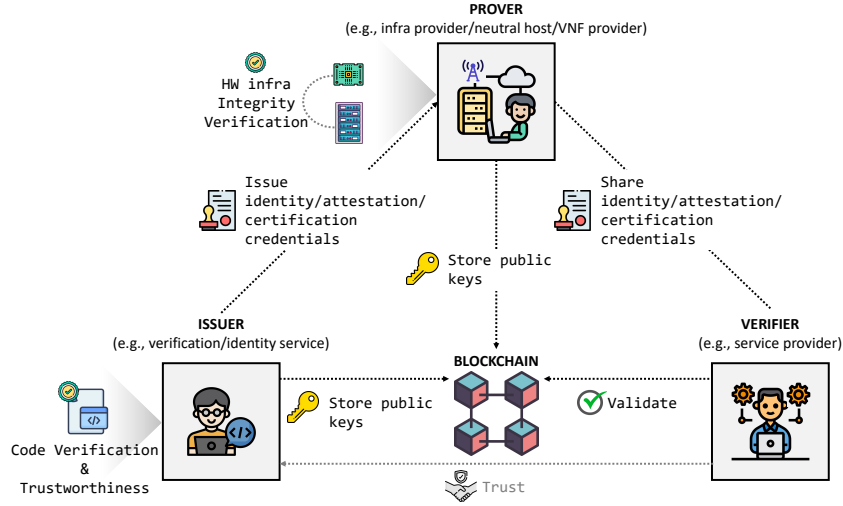 PROVER
(e.g., infra provider/neutral host/VNF provider)
HW infra
Integrity
Verification
Issue
identity/attestation/
certification
credentials
Share
identity/attestation/
certification
credentials
Store public
keys
ISSUER
(e.g., verification/identity service)
VERIFIER
(e.g., service provider)
BLOCKCHAIN
</>
</>
Store public
keys
Validate
Code Verification
&
Trustworthiness
Trust